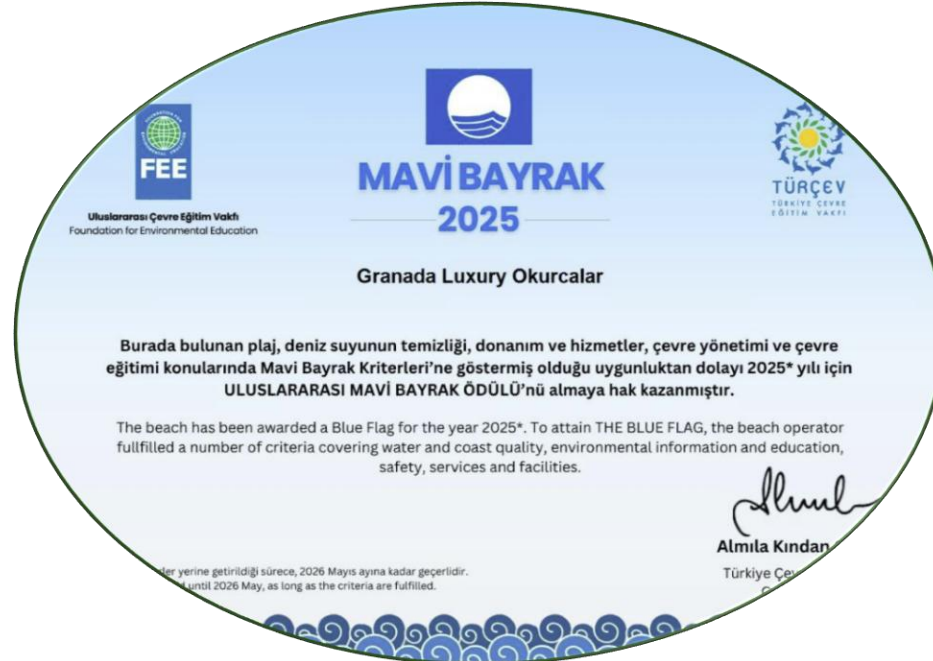 FOUNDATION FOR ENVIRONMENTAL EDUCATION
FEE
Uluslararası Çevre Eğitim Vakfı
Foundation for Environmental Education
MAVİ BAYRAK
2025
TÜRÇEV
TÜRKİYE ÇEVRE
EĞİTİM VAKFI
Granada Luxury Okurcalar
Burada bulunan plaj, deniz suyunun temizliği, donanım ve hizmetler, çevre yönetimi ve çevre
eğitimi konularında Mavi Bayrak Kriterleri’ne göstermiş olduğu uygunluktan dolayı 2025* yılı için
ULUSLARARASI MAVİ BAYRAK ÖDÜLÜ’nü almaya hak kazanmıştır.
The beach has been awarded a Blue Flag for the year 2025*. To attain THE BLUE FLAG, the beach operator
fullfilled a number of criteria covering water and coast quality, environmental information and education,
safety, services and facilities.
Almıla Kından
Türkiye
yerine getirildiği sürece, 2026 Mayıs ayına kadar geçerlidir.
until 2026 May, as long as the criteria are fulfilled.